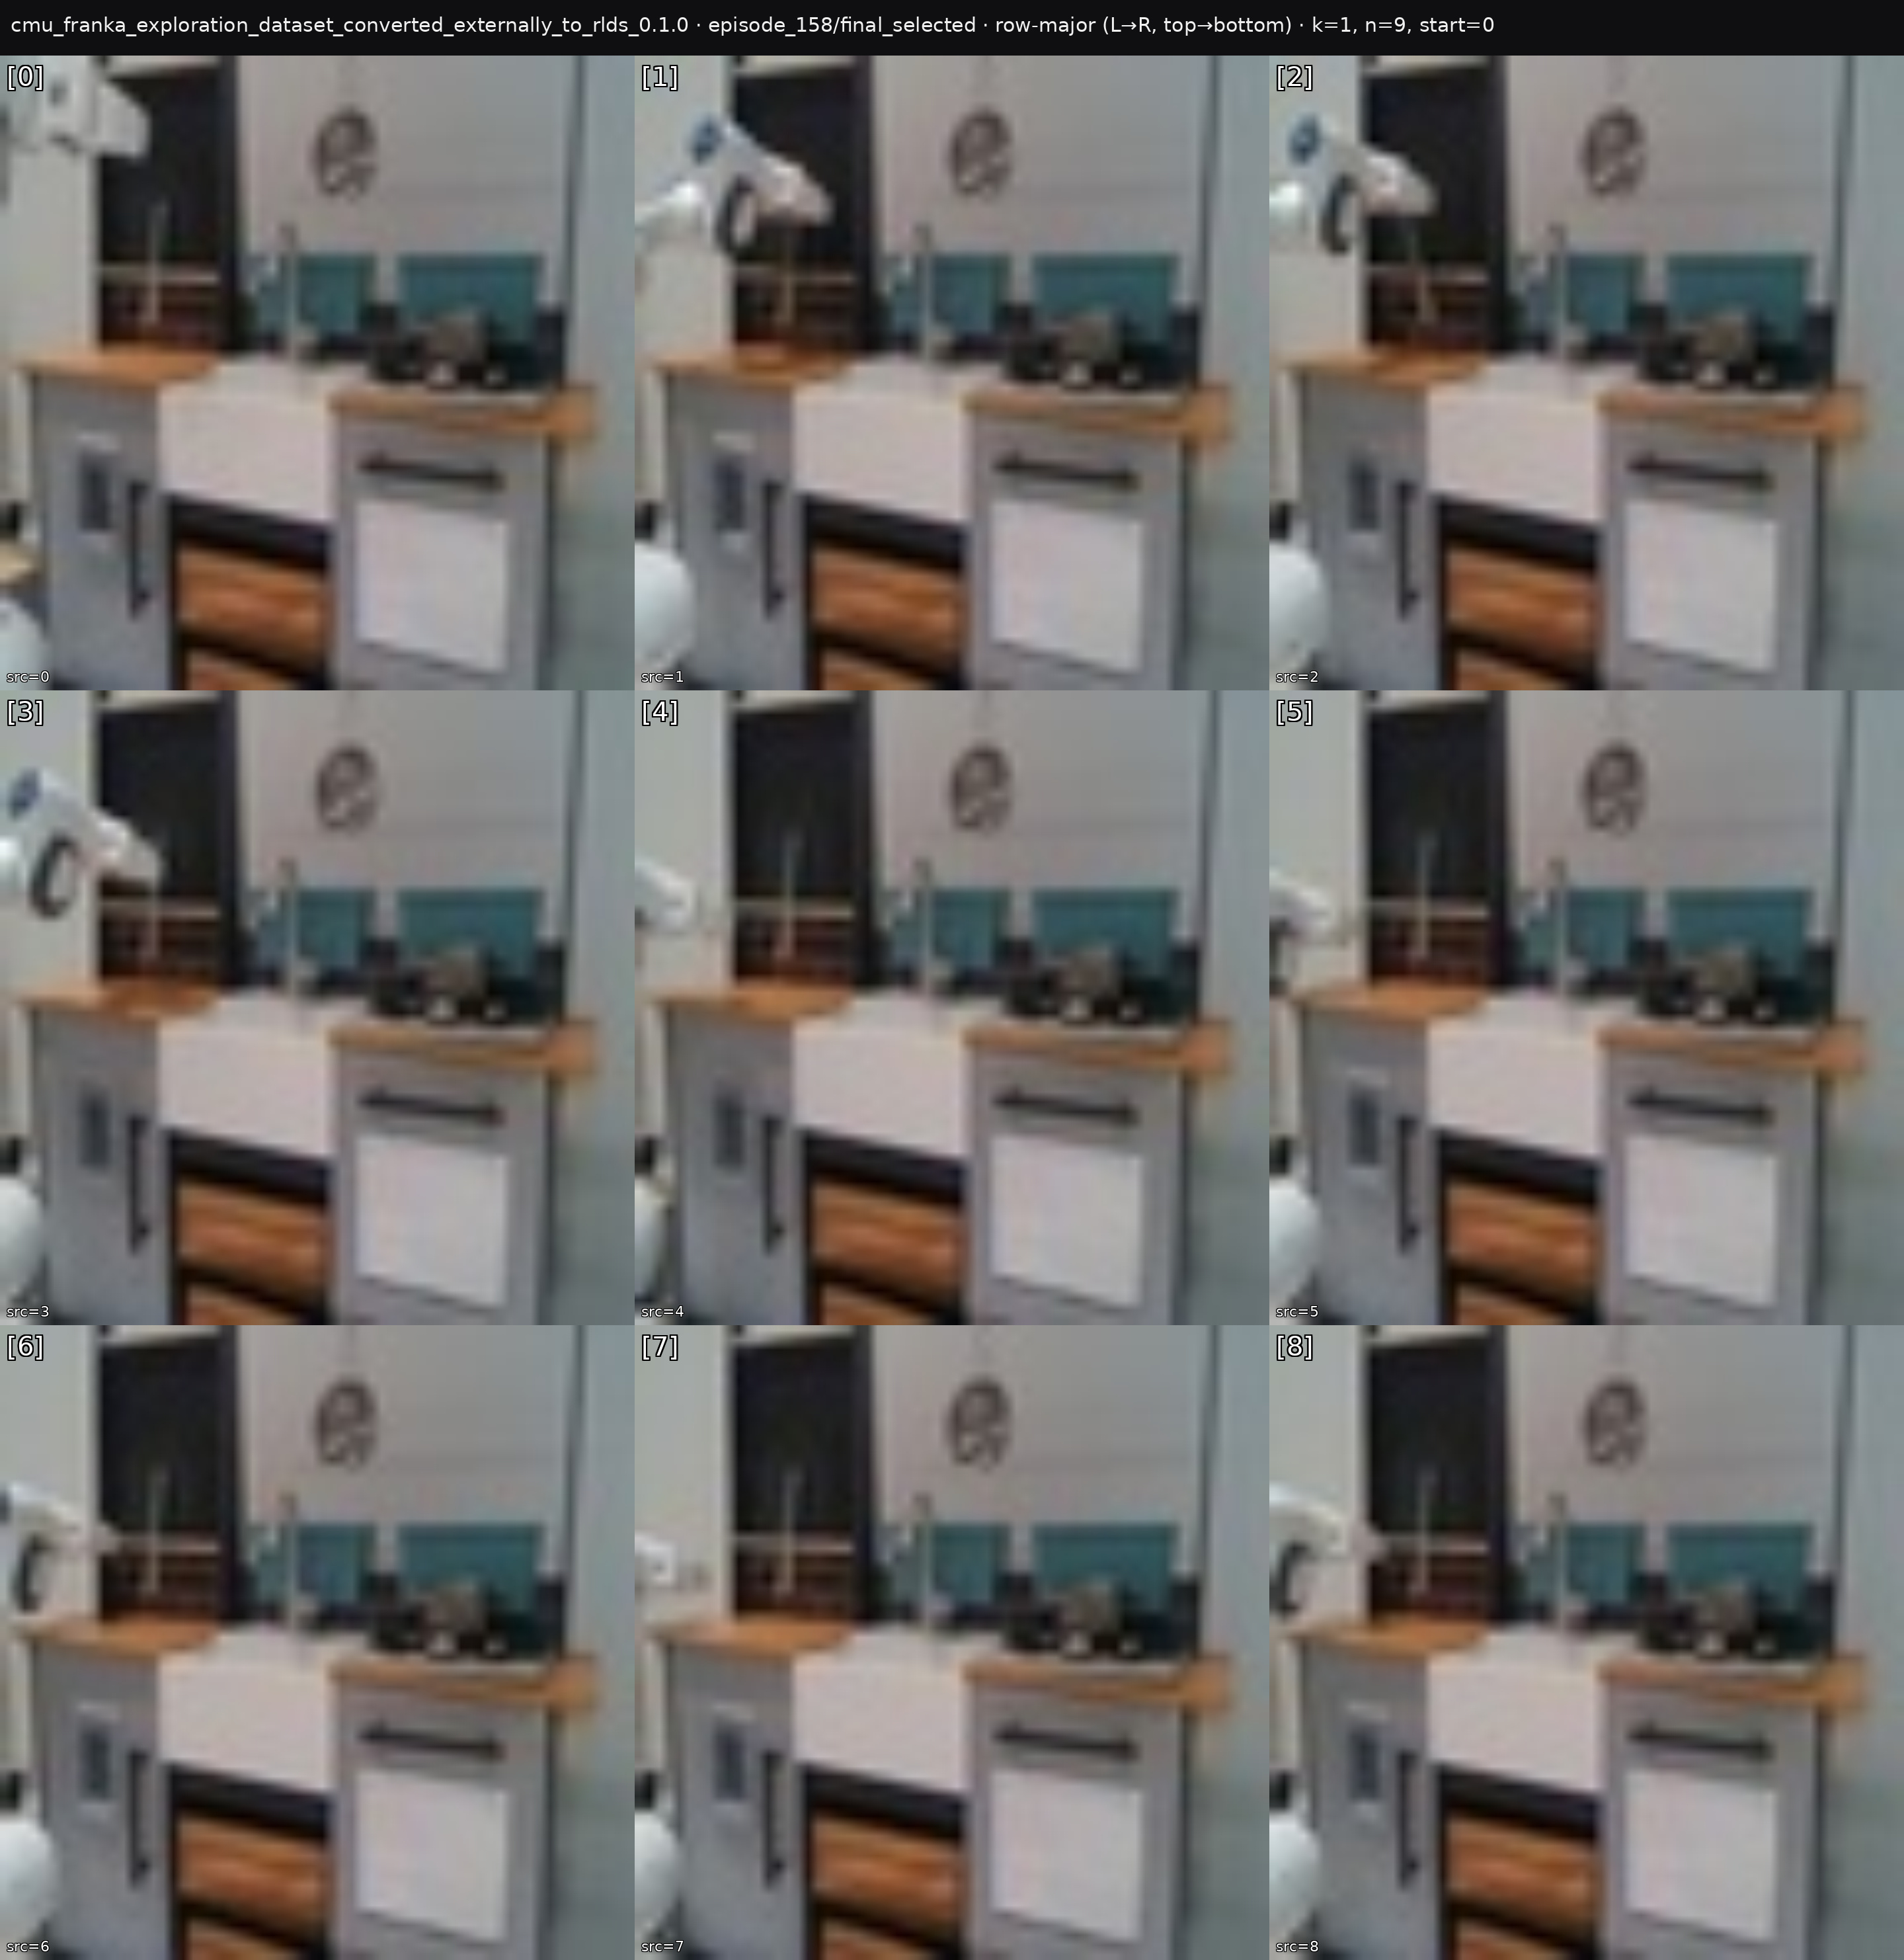 cmu_franka_exploration_dataset_converted_externally_to_rlds_0.1.0 · episode_158/final_selected · row-major (L→R, top→bottom) · k=1, n=9, start=0
[0]
[1]
[2]
src=0
src=1
src=2
[3]
[4]
[5]
src=3
src=4
src=5
[6]
[7]
[8]
src=6
src=7
src=8